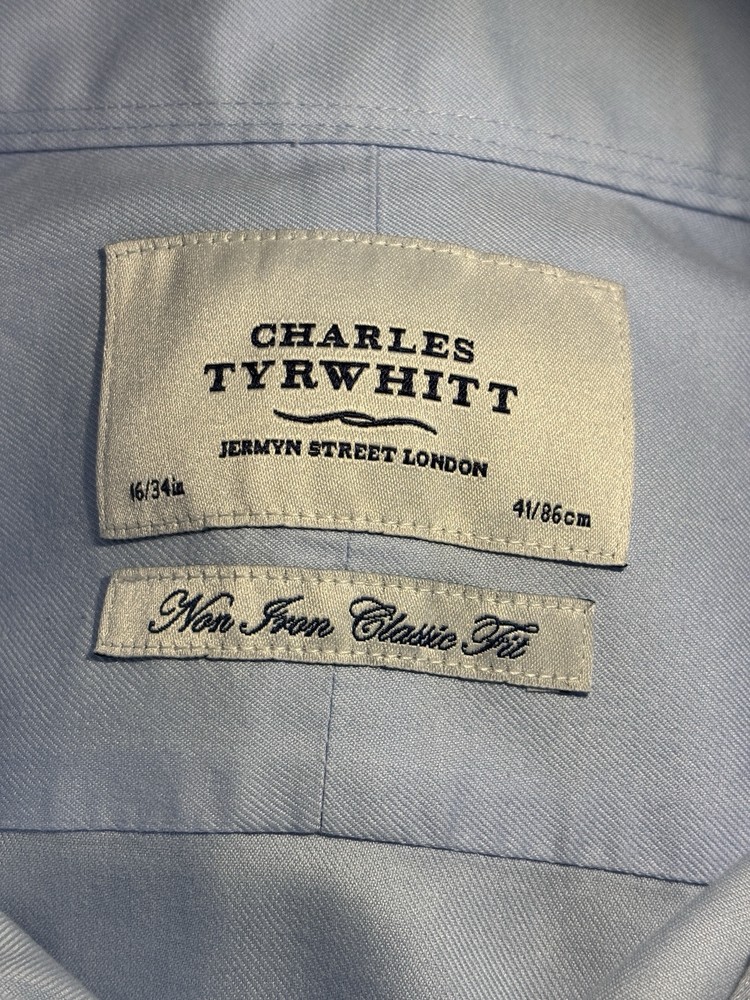 CHARLES
TYRWHITT
JERMYN STREET LONDON
16/34in
41/86cm
Non Iron Classic Fit